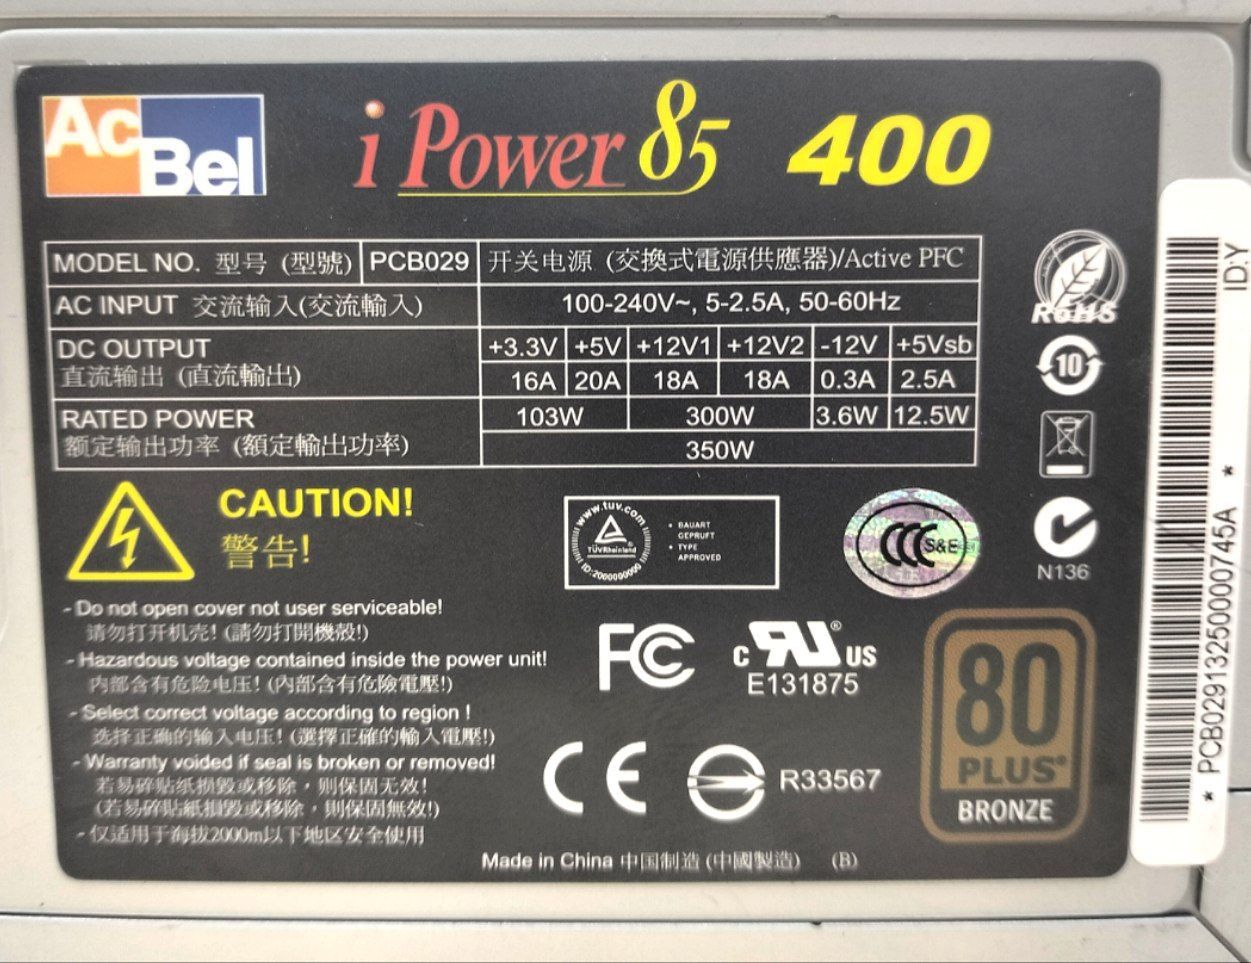 AcBel
i Power 85 400
MODEL NO. 型号 (型號) PCB029 开关电源 (交換式電源供應器)/Active PFC
AC INPUT 交流输入(交流輸入) 100-240V~, 5-2.5A, 50-60Hz
DC OUTPUT +3.3V +5V +12V1 +12V2 -12V +5Vsb
直流输出 (直流輸出) 16A 20A 18A 18A 0.3A 2.5A
RATED POWER 103W 300W 3.6W 12.5W
额定输出功率 (額定輸出功率) 350W
RoHS
10
CAUTION!
警告!
www.tuv.com
TÜVRheinland
ID:2000000000
• BAUART
GEPRUFT
• TYPE
APPROVED
CCC S&E
N136
- Do not open cover not user serviceable!
请勿打开机壳! (請勿打開機殼!)
- Hazardous voltage contained inside the power unit!
内部含有危险电压! (內部含有危險電壓!)
- Select correct voltage according to region !
选择正确的输入电压! (選擇正確的輸入電壓!)
- Warranty voided if seal is broken or removed!
若易碎贴纸损毁或移除，则保固无效!
(若易碎貼紙損毀或移除，則保固無效!)
- 仅适用于海拔2000m以下地区安全使用
FC
c RU ® US
E131875
CE
R33567
80
PLUS®
BRONZE
Made in China 中国制造 (中國製造) (B)
ID:Y
* PCB02913250000745A *